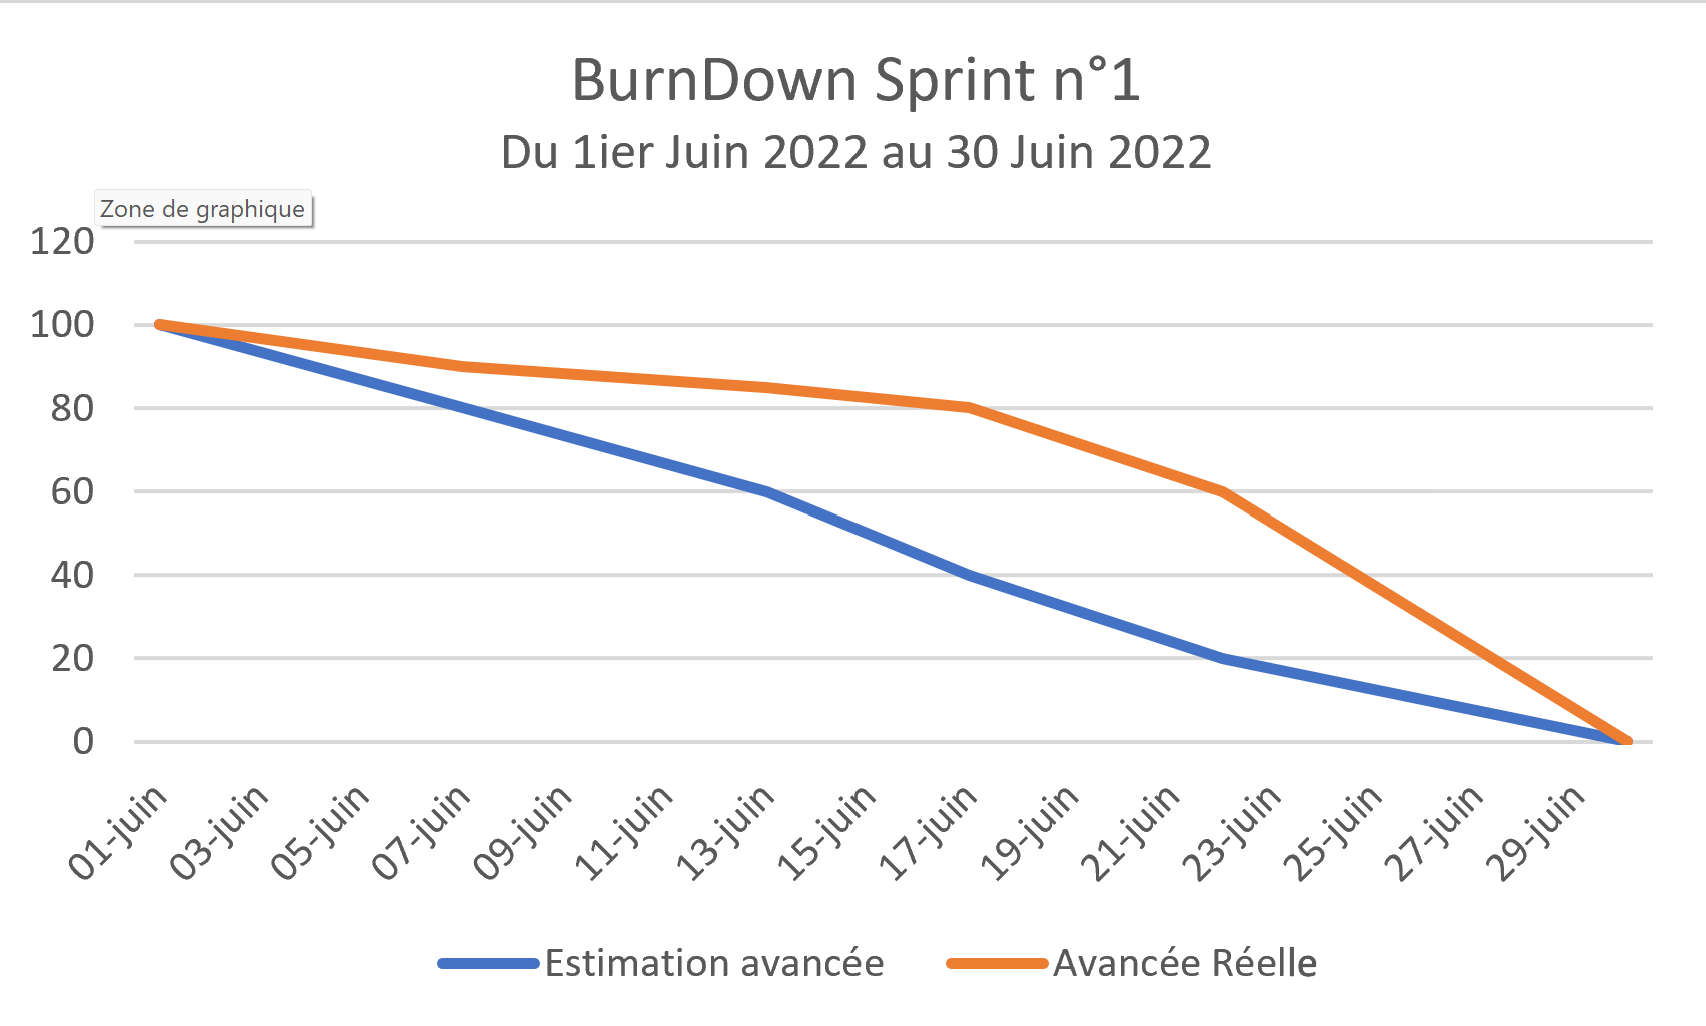 BurnDown Sprint n°1
Du 1ier Juin 2022 au 30 Juin 2022
Zone de graphique
120
100
80
60
40
20
0
01-juin
03-juin
05-juin
07-juin
09-juin
11-juin
13-juin
15-juin
17-juin
19-juin
21-juin
23-juin
25-juin
27-juin
29-juin
Estimation avancée
Avancée Réelle